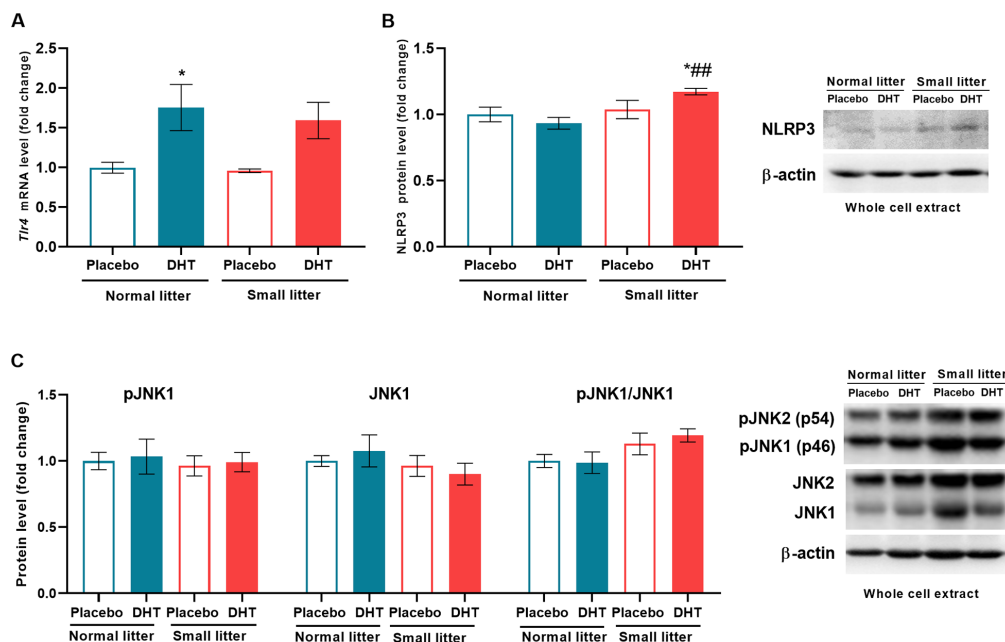 A
Tlr4 mRNA level (fold change)
2.5
2.0
1.5
1.0
0.5
0.0
*
Placebo DHT Placebo DHT
Normal litter Small litter
B
NLRP3 protein level (fold change)
1.5
1.0
0.5
0.0
*##
Placebo DHT Placebo DHT
Normal litter Small litter
Normal litter Small litter
Placebo DHT Placebo DHT
NLRP3
β-actin
Whole cell extract
C
Protein level (fold change)
1.5
1.0
0.5
0.0
pJNK1 JNK1 pJNK1/JNK1
Placebo DHT Placebo DHT Placebo DHT Placebo DHT Placebo DHT Placebo DHT
Normal litter Small litter Normal litter Small litter Normal litter Small litter
Normal litter Small litter
Placebo DHT Placebo DHT
pJNK2 (p54)
pJNK1 (p46)
JNK2
JNK1
β-actin
Whole cell extract